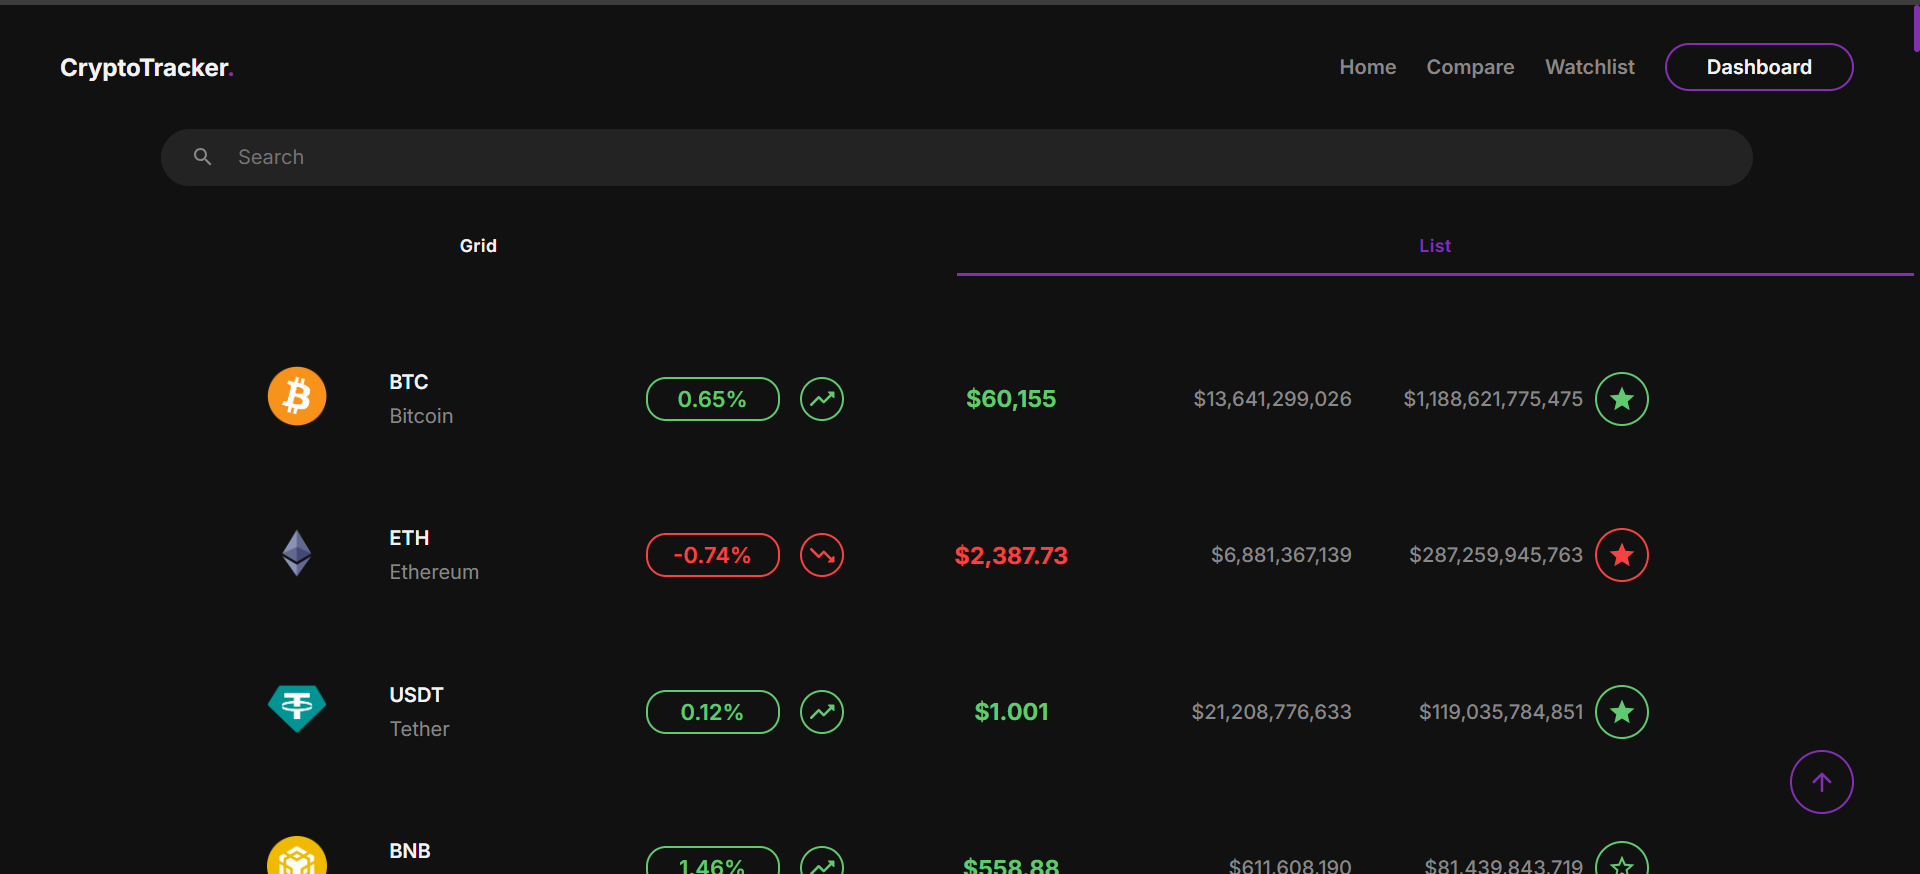 CryptoTracker.
Home Compare Watchlist Dashboard
Search
Grid List
BTC
Bitcoin
0.65% $60,155 $13,641,299,026 $1,188,621,775,475
ETH
Ethereum
-0.74% $2,387.73 $6,881,367,139 $287,259,945,763
USDT
Tether
0.12% $1.001 $21,208,776,633 $119,035,784,851
BNB
1.46% $558.88 $611,608,190 $81,439,843,719